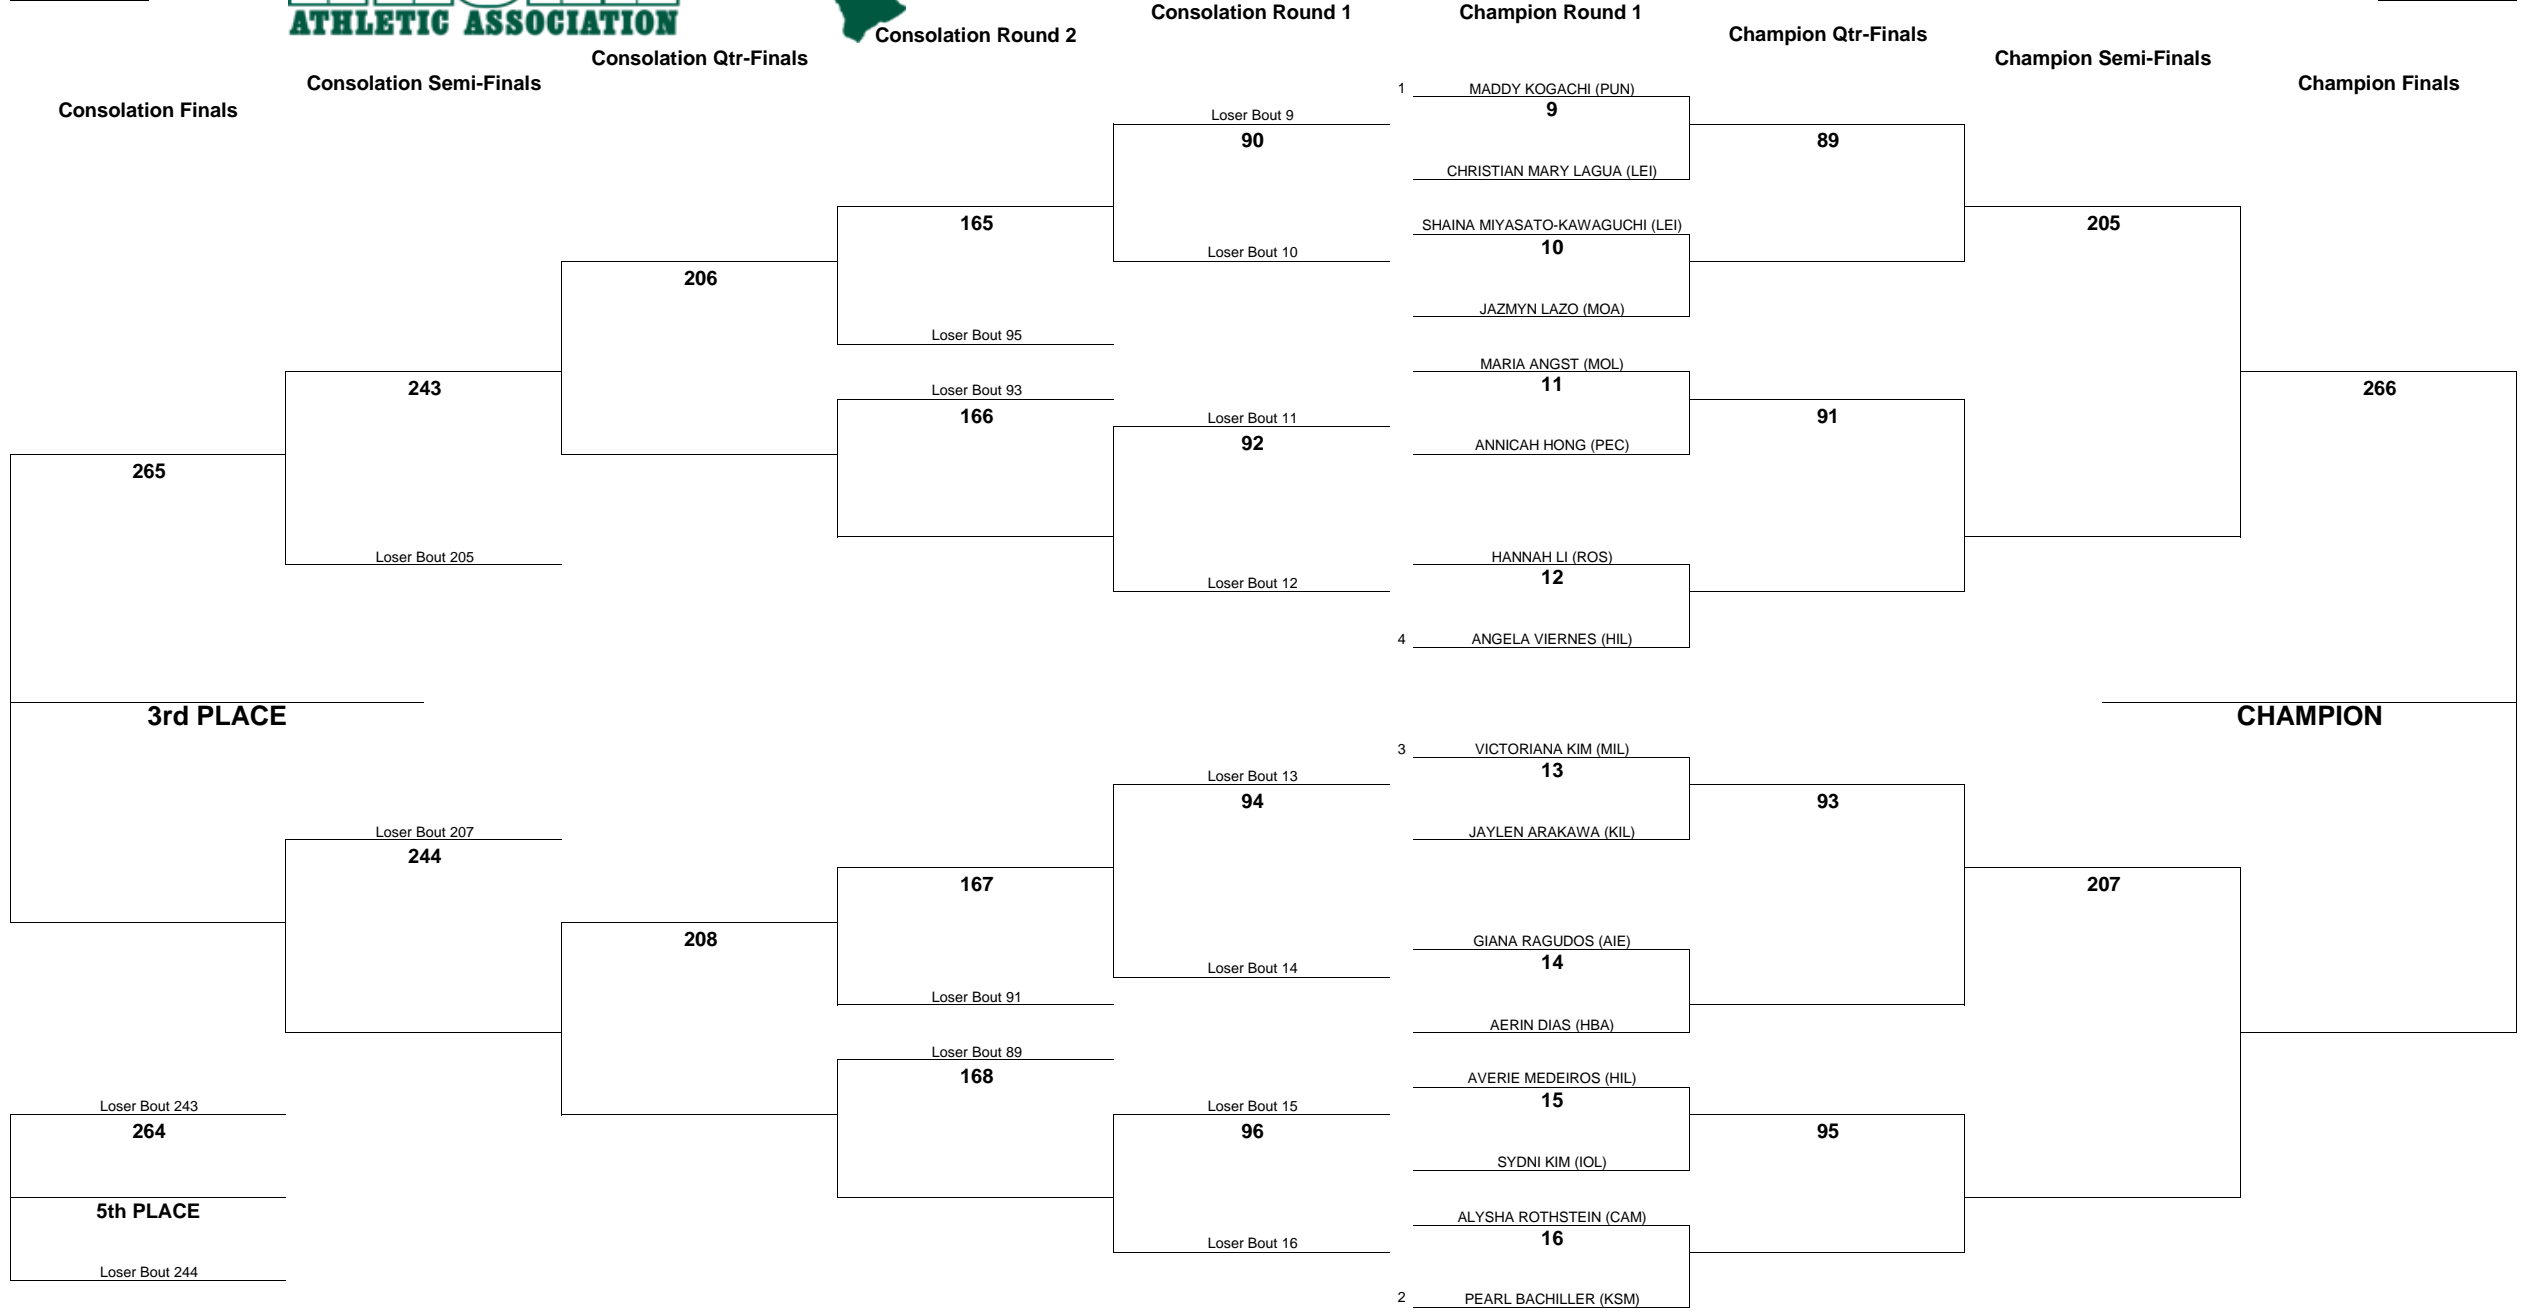 ATHLETIC ASSOCIATION
Consolation Round 1
Champion Round 1
Consolation Round 2
Champion Qtr-Finals
Consolation Qtr-Finals
Champion Semi-Finals
Consolation Semi-Finals
Champion Finals
Consolation Finals
1 MADDY KOGACHI (PUN)
9
Loser Bout 9
90
89
CHRISTIAN MARY LAGUA (LEI)
165
SHAINA MIYASATO-KAWAGUCHI (LEI)
205
10
Loser Bout 10
206
JAZMYN LAZO (MOA)
Loser Bout 95
MARIA ANGST (MOL)
11
243
Loser Bout 93
266
166
Loser Bout 11
91
92
ANNICAH HONG (PEC)
265
Loser Bout 205
HANNAH LI (ROS)
12
Loser Bout 12
4 ANGELA VIERNES (HIL)
3rd PLACE
CHAMPION
3 VICTORIANA KIM (MIL)
13
Loser Bout 13
94
93
Loser Bout 207
JAYLEN ARAKAWA (KIL)
244
167
207
208
GIANA RAGUDOS (AIE)
14
Loser Bout 14
Loser Bout 91
AERIN DIAS (HBA)
Loser Bout 89
168
AVERIE MEDEIROS (HIL)
15
Loser Bout 243
Loser Bout 15
264
96
95
SYDNI KIM (IOL)
5th PLACE
ALYSHA ROTHSTEIN (CAM)
16
Loser Bout 16
Loser Bout 244
2 PEARL BACHILLER (KSM)